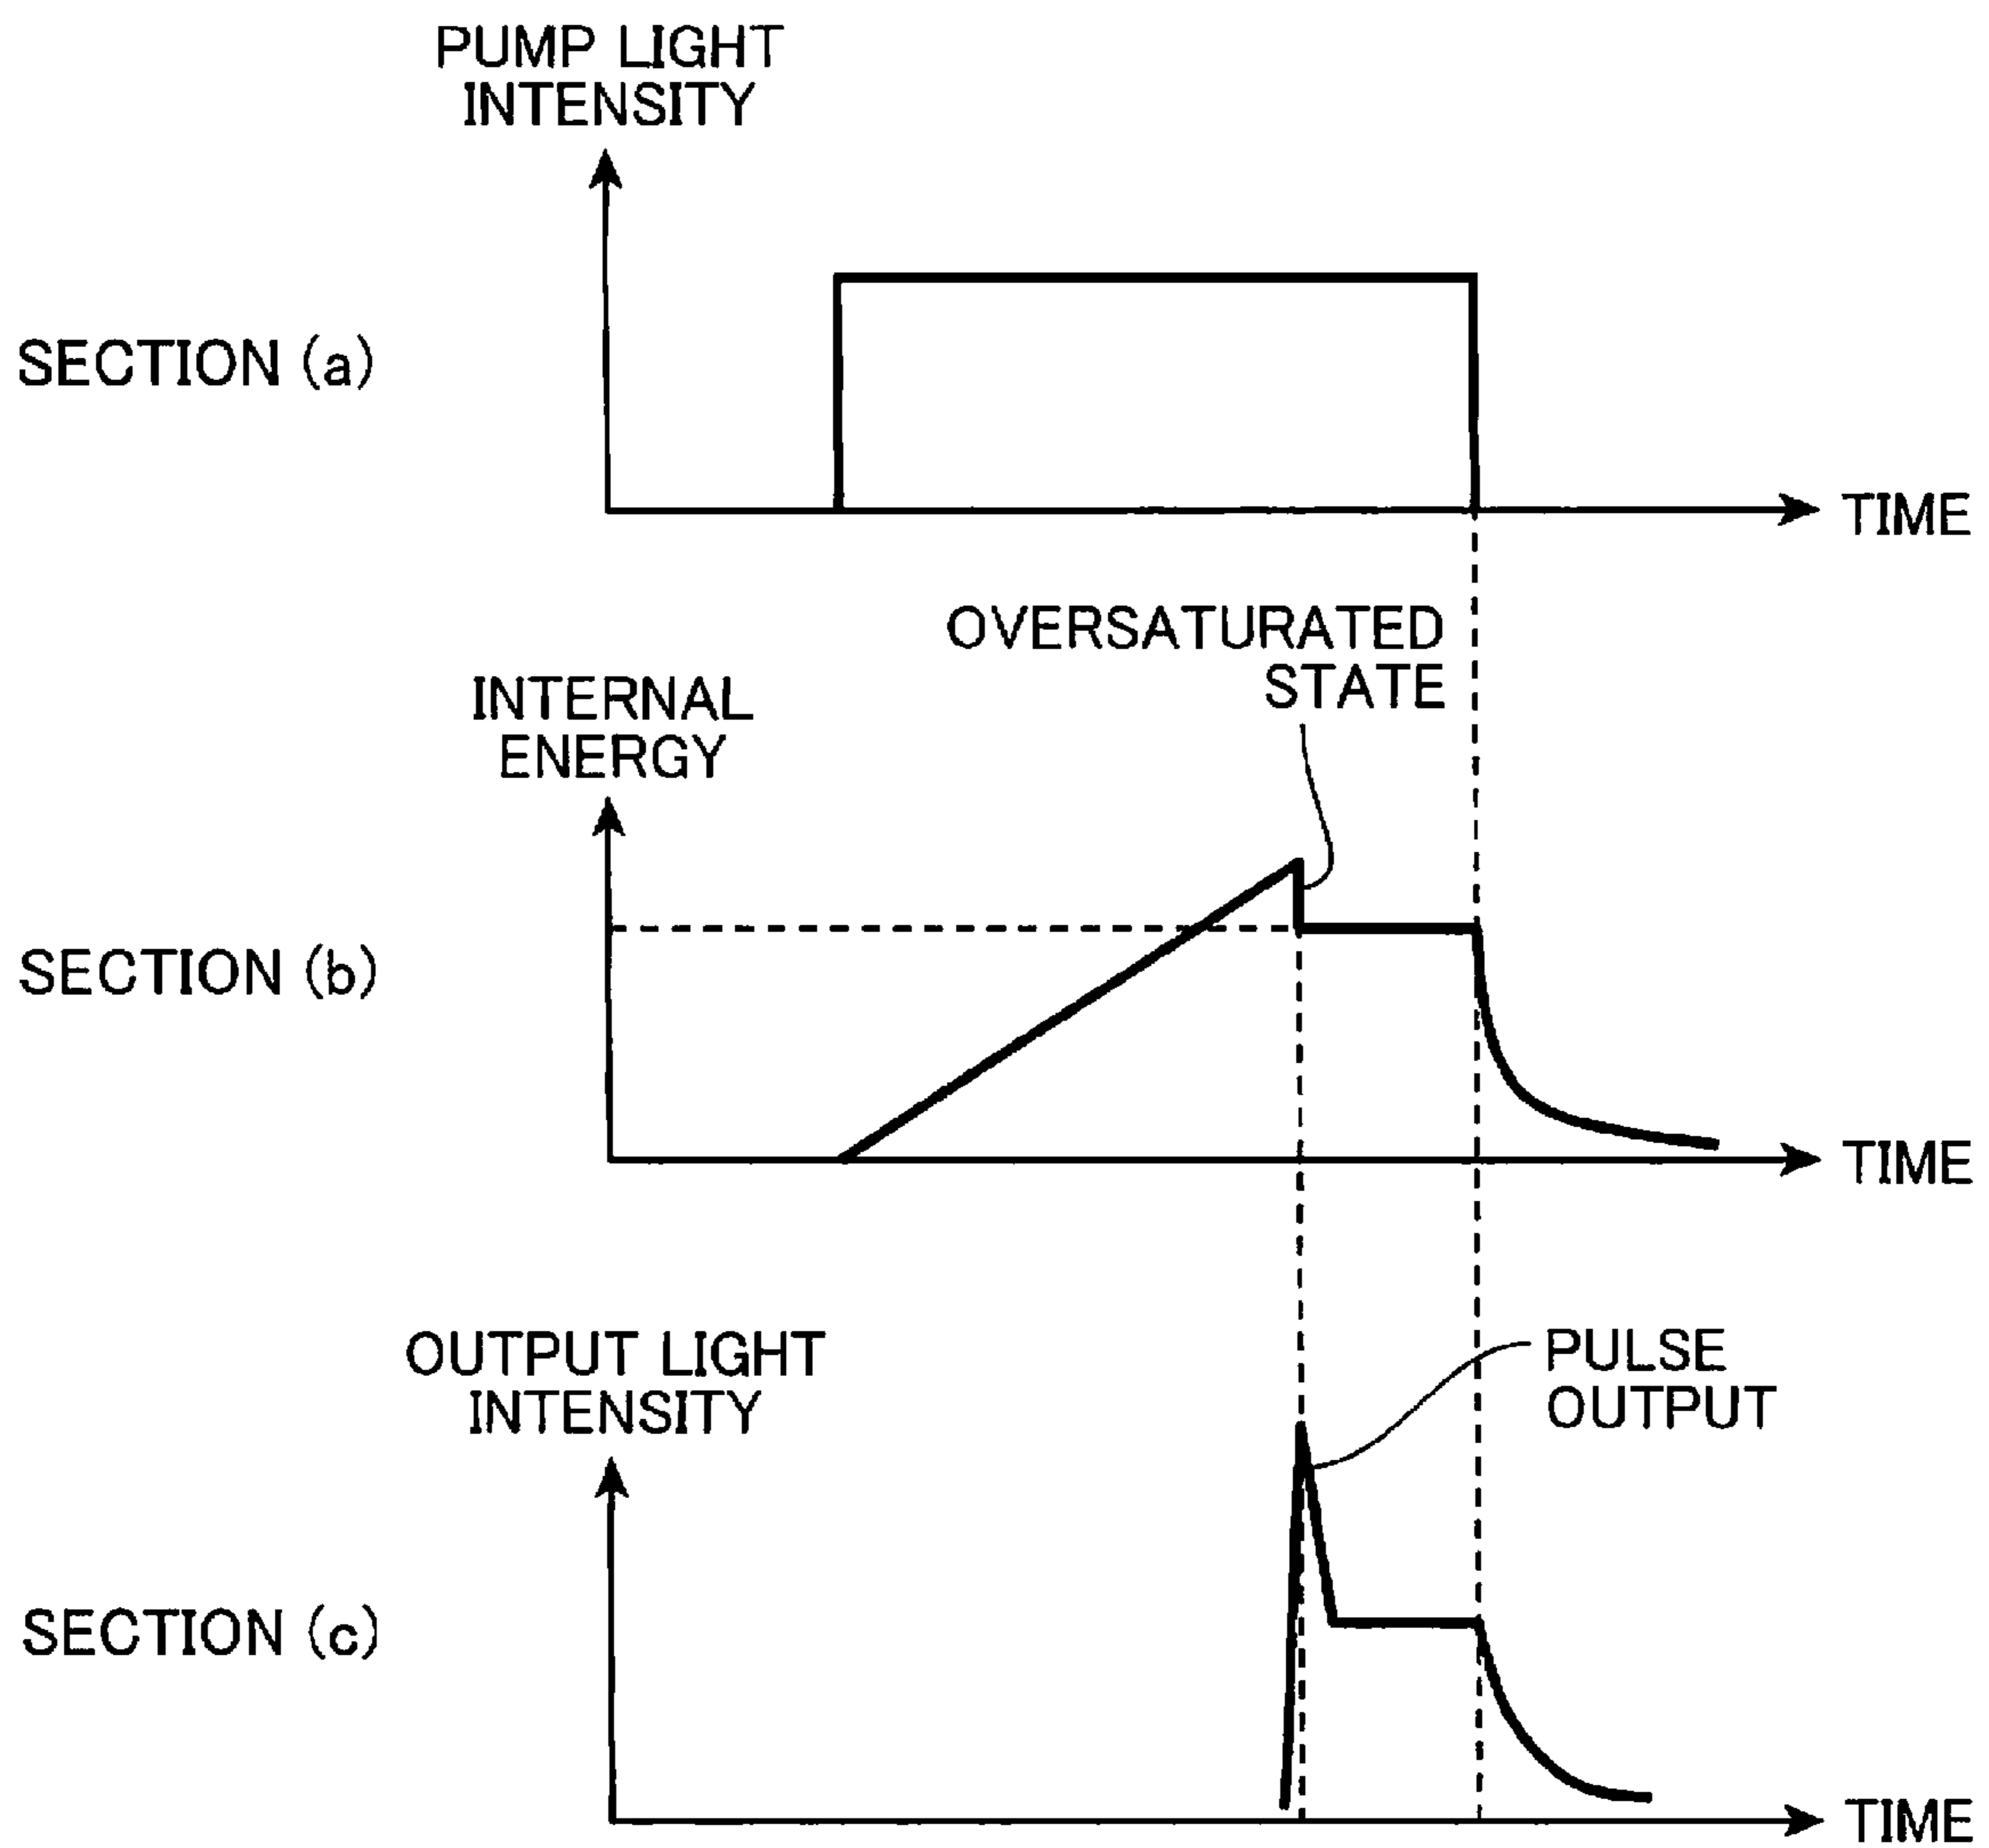 PUMP LIGHT
INTENSITY
SECTION (a)
TIME
OVERSATURATED
STATE
INTERNAL
ENERGY
SECTION (b)
TIME
OUTPUT LIGHT
INTENSITY
PULSE
OUTPUT
SECTION (c)
TIME